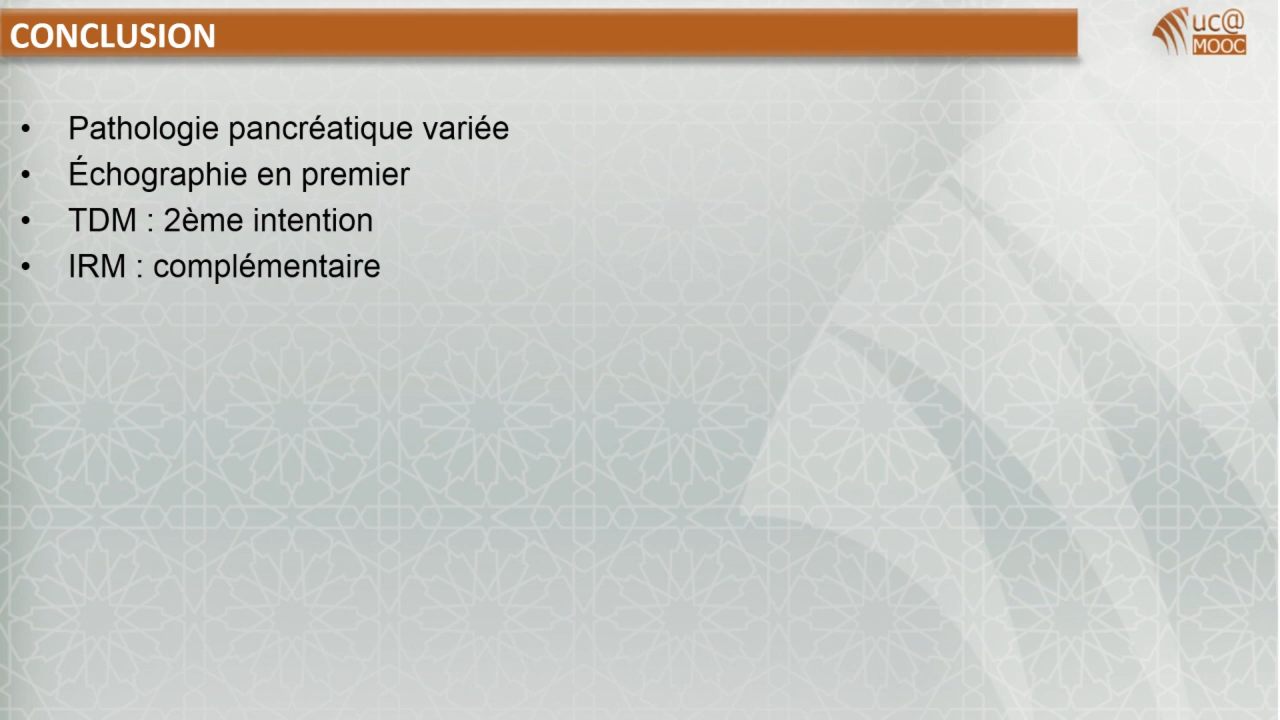 CONCLUSION
uc@
MOOC
• Pathologie pancréatique variée
• Échographie en premier
• TDM : 2ème intention
• IRM : complémentaire